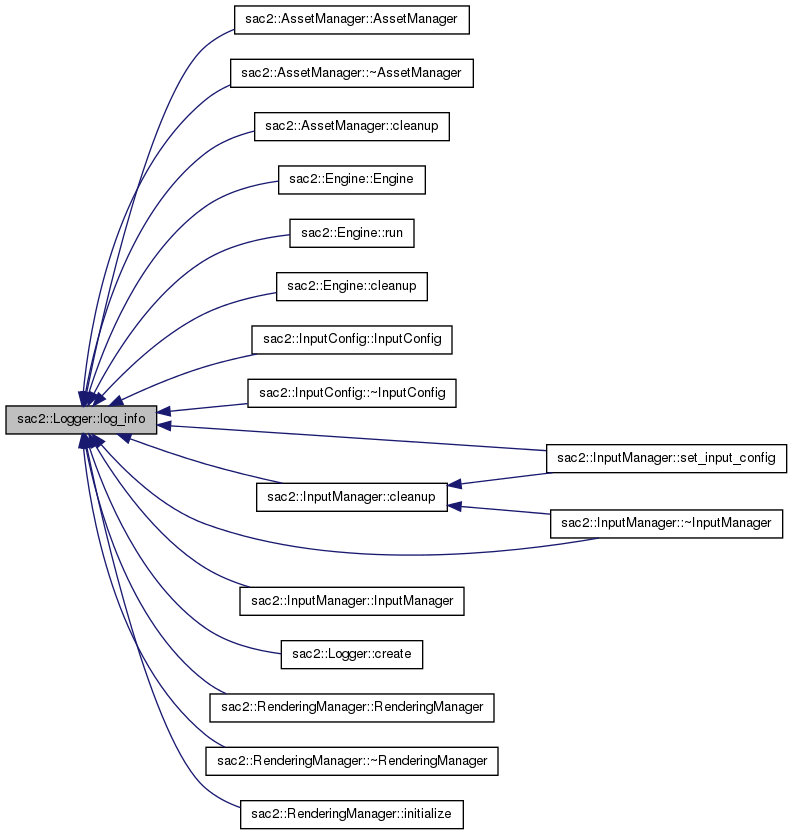 sac2::AssetManager::AssetManager
sac2::AssetManager::~AssetManager
sac2::AssetManager::cleanup
sac2::Engine::Engine
sac2::Engine::run
sac2::Engine::cleanup
sac2::InputConfig::InputConfig
sac2::InputConfig::~InputConfig
sac2::Logger::log_info
sac2::InputManager::set_input_config
sac2::InputManager::cleanup
sac2::InputManager::~InputManager
sac2::InputManager::InputManager
sac2::Logger::create
sac2::RenderingManager::RenderingManager
sac2::RenderingManager::~RenderingManager
sac2::RenderingManager::initialize